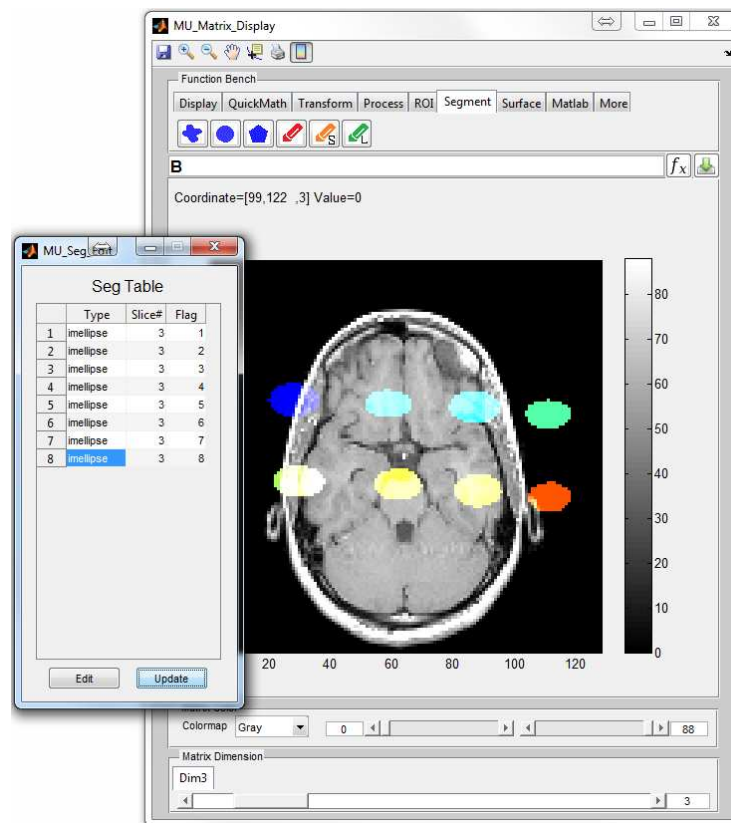 MU_Matrix_Display
Function Bench
Display QuickMath Transform Process ROI Segment Surface Matlab More
S L
B fx
Coordinate=[99,122 ,3] Value=0
MU_Seg_Edit
Seg Table
Type Slice# Flag
1 imellipse 3 1
2 imellipse 3 2
3 imellipse 3 3
4 imellipse 3 4
5 imellipse 3 5
6 imellipse 3 6
7 imellipse 3 7
8 imellipse 3 8
Edit Update
80
70
60
50
40
30
20
10
0
20 40 60 80 100 120
Matrix Color
Colormap Gray 0 88
Matrix Dimension
Dim3
3